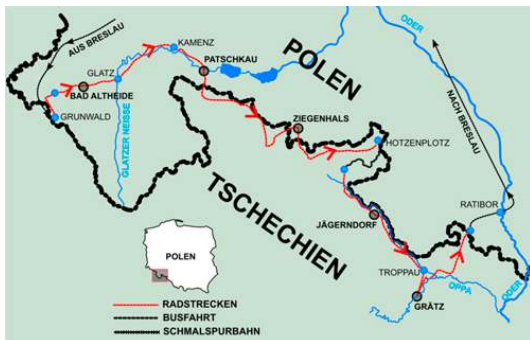 AUS BRESLAU
KAMENZ
GLATZ
PATSCHKAU
BAD ALTHEIDE
GRUNWALD
GLATZER NEISSE
POLEN
ODER
ZIEGENHALS
HOTZENPLOTZ
NACH BRESLAU
TSCHECHIEN
RATIBOR
JÄGERNDORF
POLEN
TROPPAU
OPPA
ODER
GRÄTZ
RADSTRECKEN
BUSFAHRT
SCHMALSPURBAHN